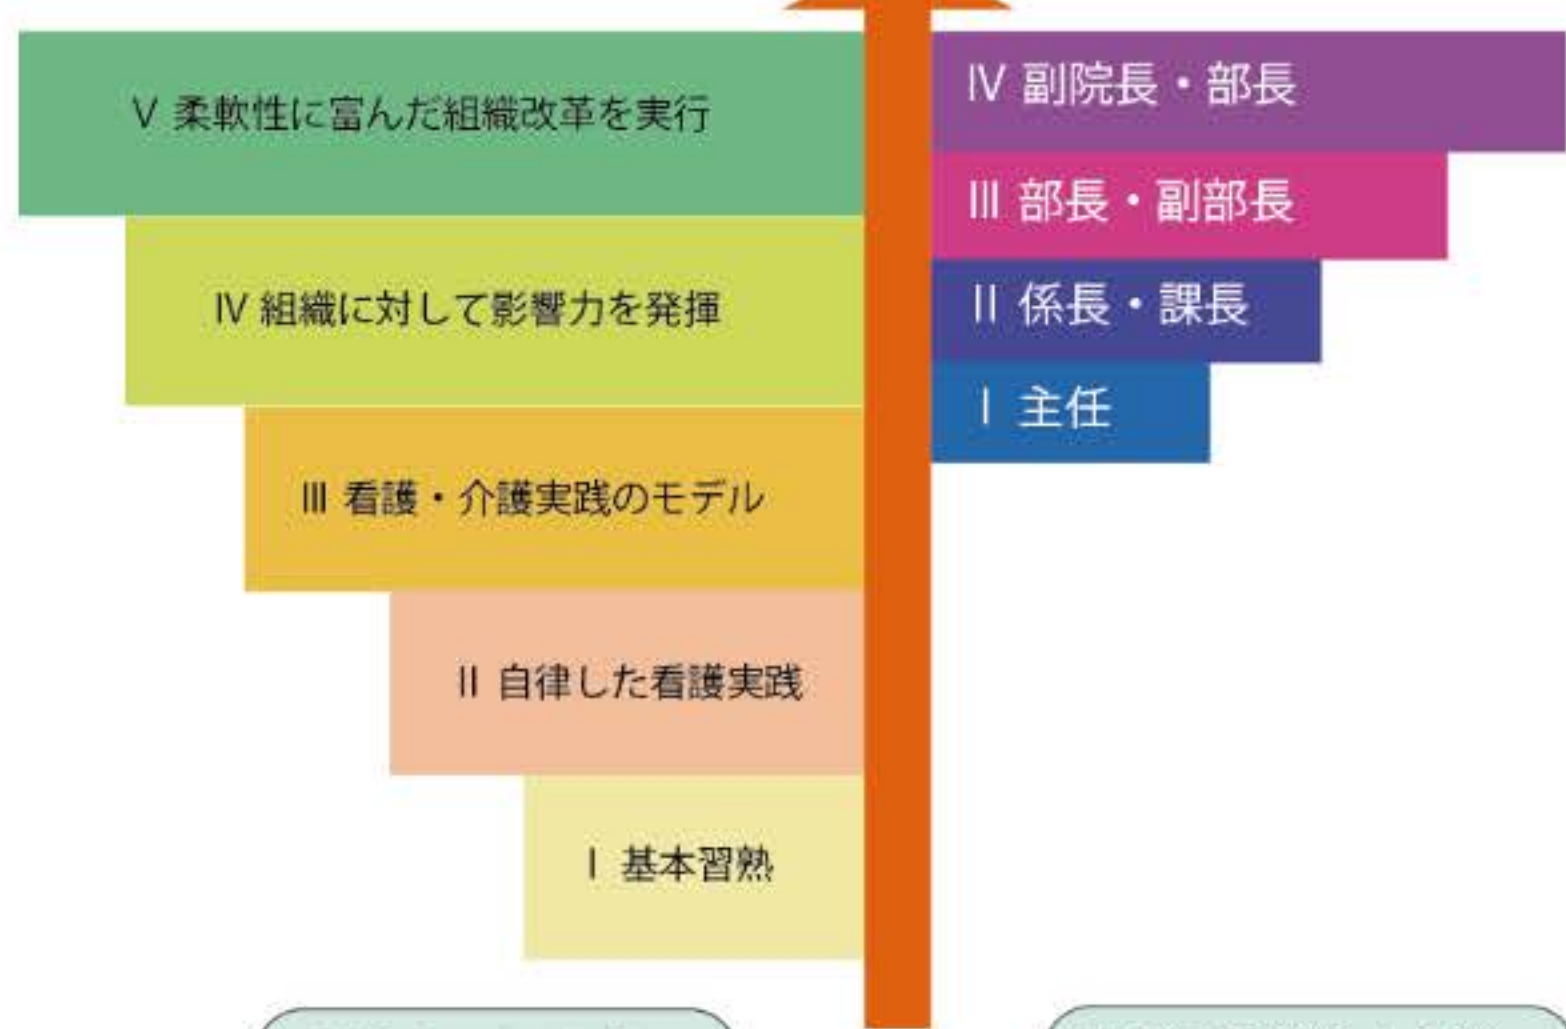 Ⅴ 柔軟性に富んだ組織改革を実行
Ⅳ 組織に対して影響力を発揮
Ⅲ 看護・介護実践のモデル
Ⅱ 自律した看護実践
Ⅰ 基本習熟
Ⅳ 副院長・部長
Ⅲ 部長・副部長
Ⅱ 係長・課長
Ⅰ 主任